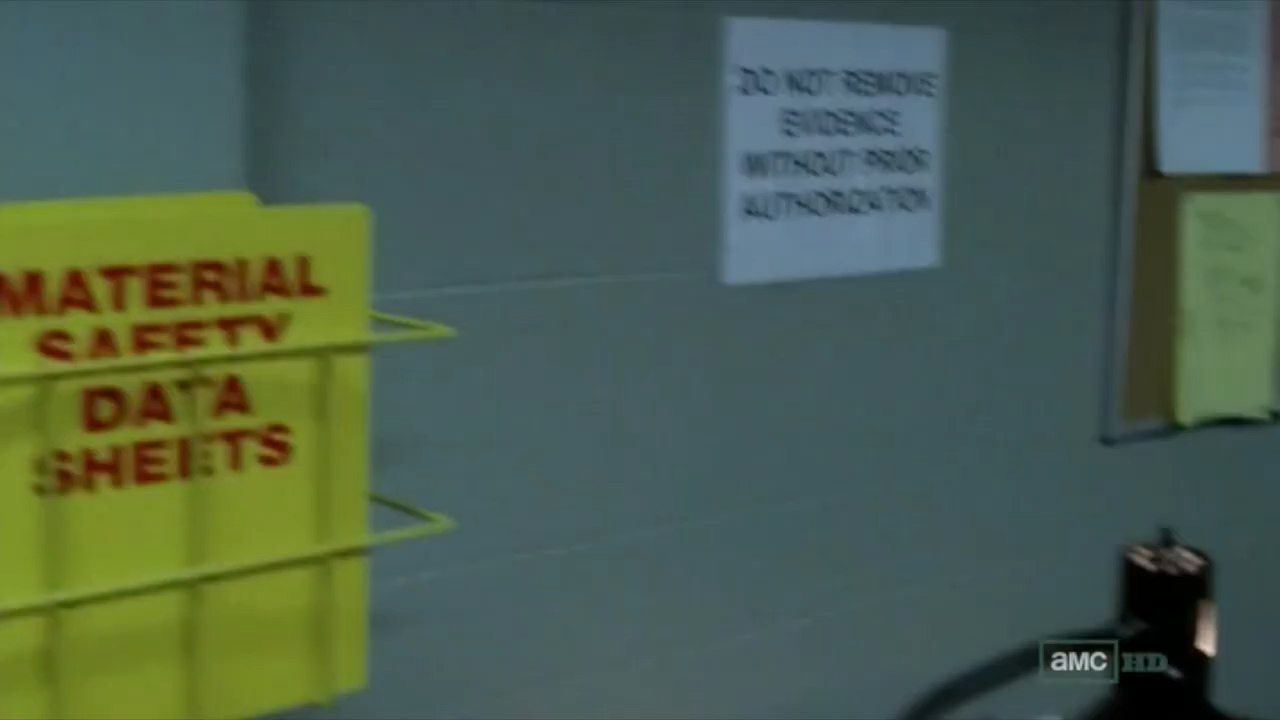 MATERIAL
SAFETY
DATA
SHEETS
DO NOT REMOVE
EVIDENCE
WITHOUT PRIOR
AUTHORIZATION
amc HD